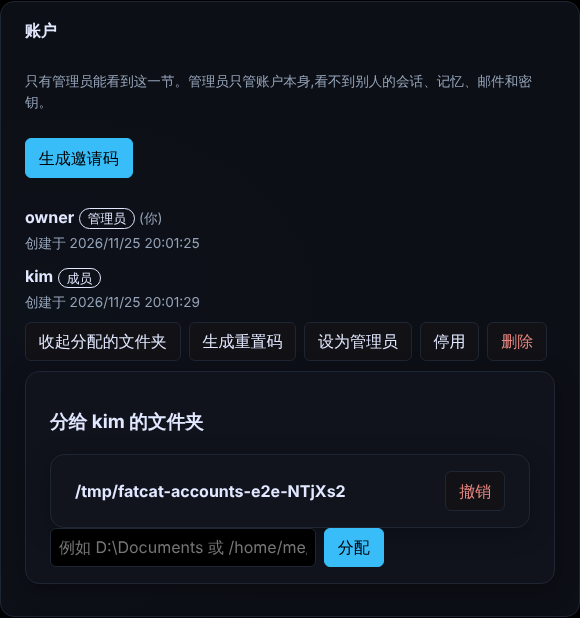 账户
只有管理员能看到这一节。管理员只管账户本身,看不到别人的会话、记忆、邮件和密
钥。
生成邀请码
owner 管理员 (你)
创建于 2026/11/25 20:01:25
kim 成员
创建于 2026/11/25 20:01:29
收起分配的文件夹 生成重置码 设为管理员 停用 删除
分给 kim 的文件夹
/tmp/fatcat-accounts-e2e-NTjXs2 撤销
例如 D:\Documents 或 /home/me, 分配